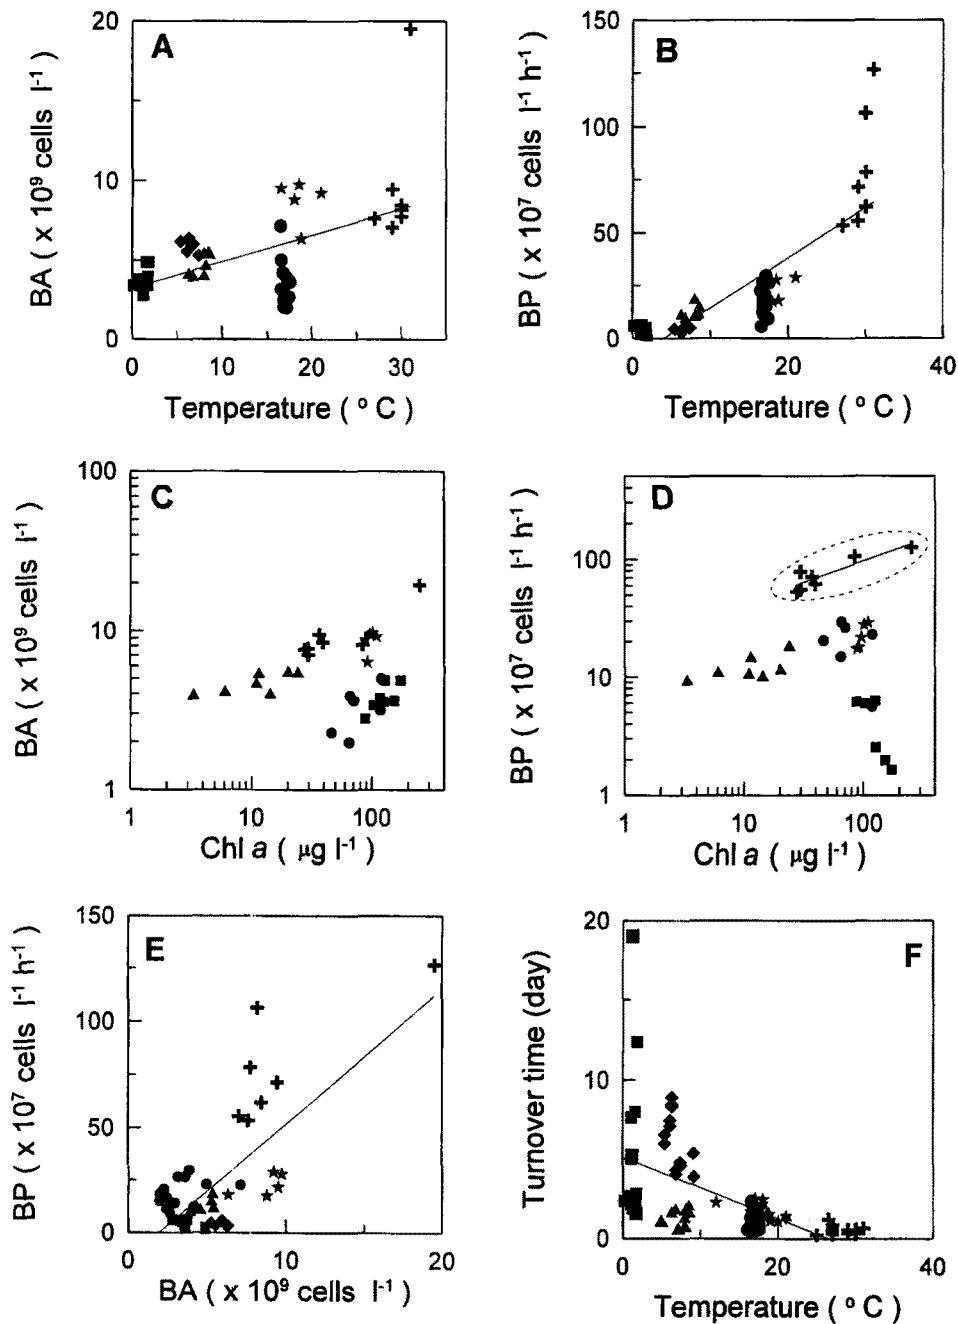 A
BA ( x 10⁹ cells l⁻¹)
20
10
0
0 10 20 30
Temperature ( ° C )
B
BP ( x 10⁷ cells l⁻¹ h⁻¹)
150
100
50
0
0 20 40
Temperature ( ° C )
C
BA ( x 10⁹ cells l⁻¹)
100
10
1
1 10 100
Chl a ( µg l⁻¹)
D
BP ( x 10⁷ cells l⁻¹ h⁻¹)
100
10
1
1 10 100
Chl a ( µg l⁻¹)
E
BP ( x 10⁷ cells l⁻¹ h⁻¹)
150
100
50
0
0 10 20
BA ( x 10⁹ cells l⁻¹)
F
Turnover time (day)
20
10
0
0 20 40
Temperature ( ° C )